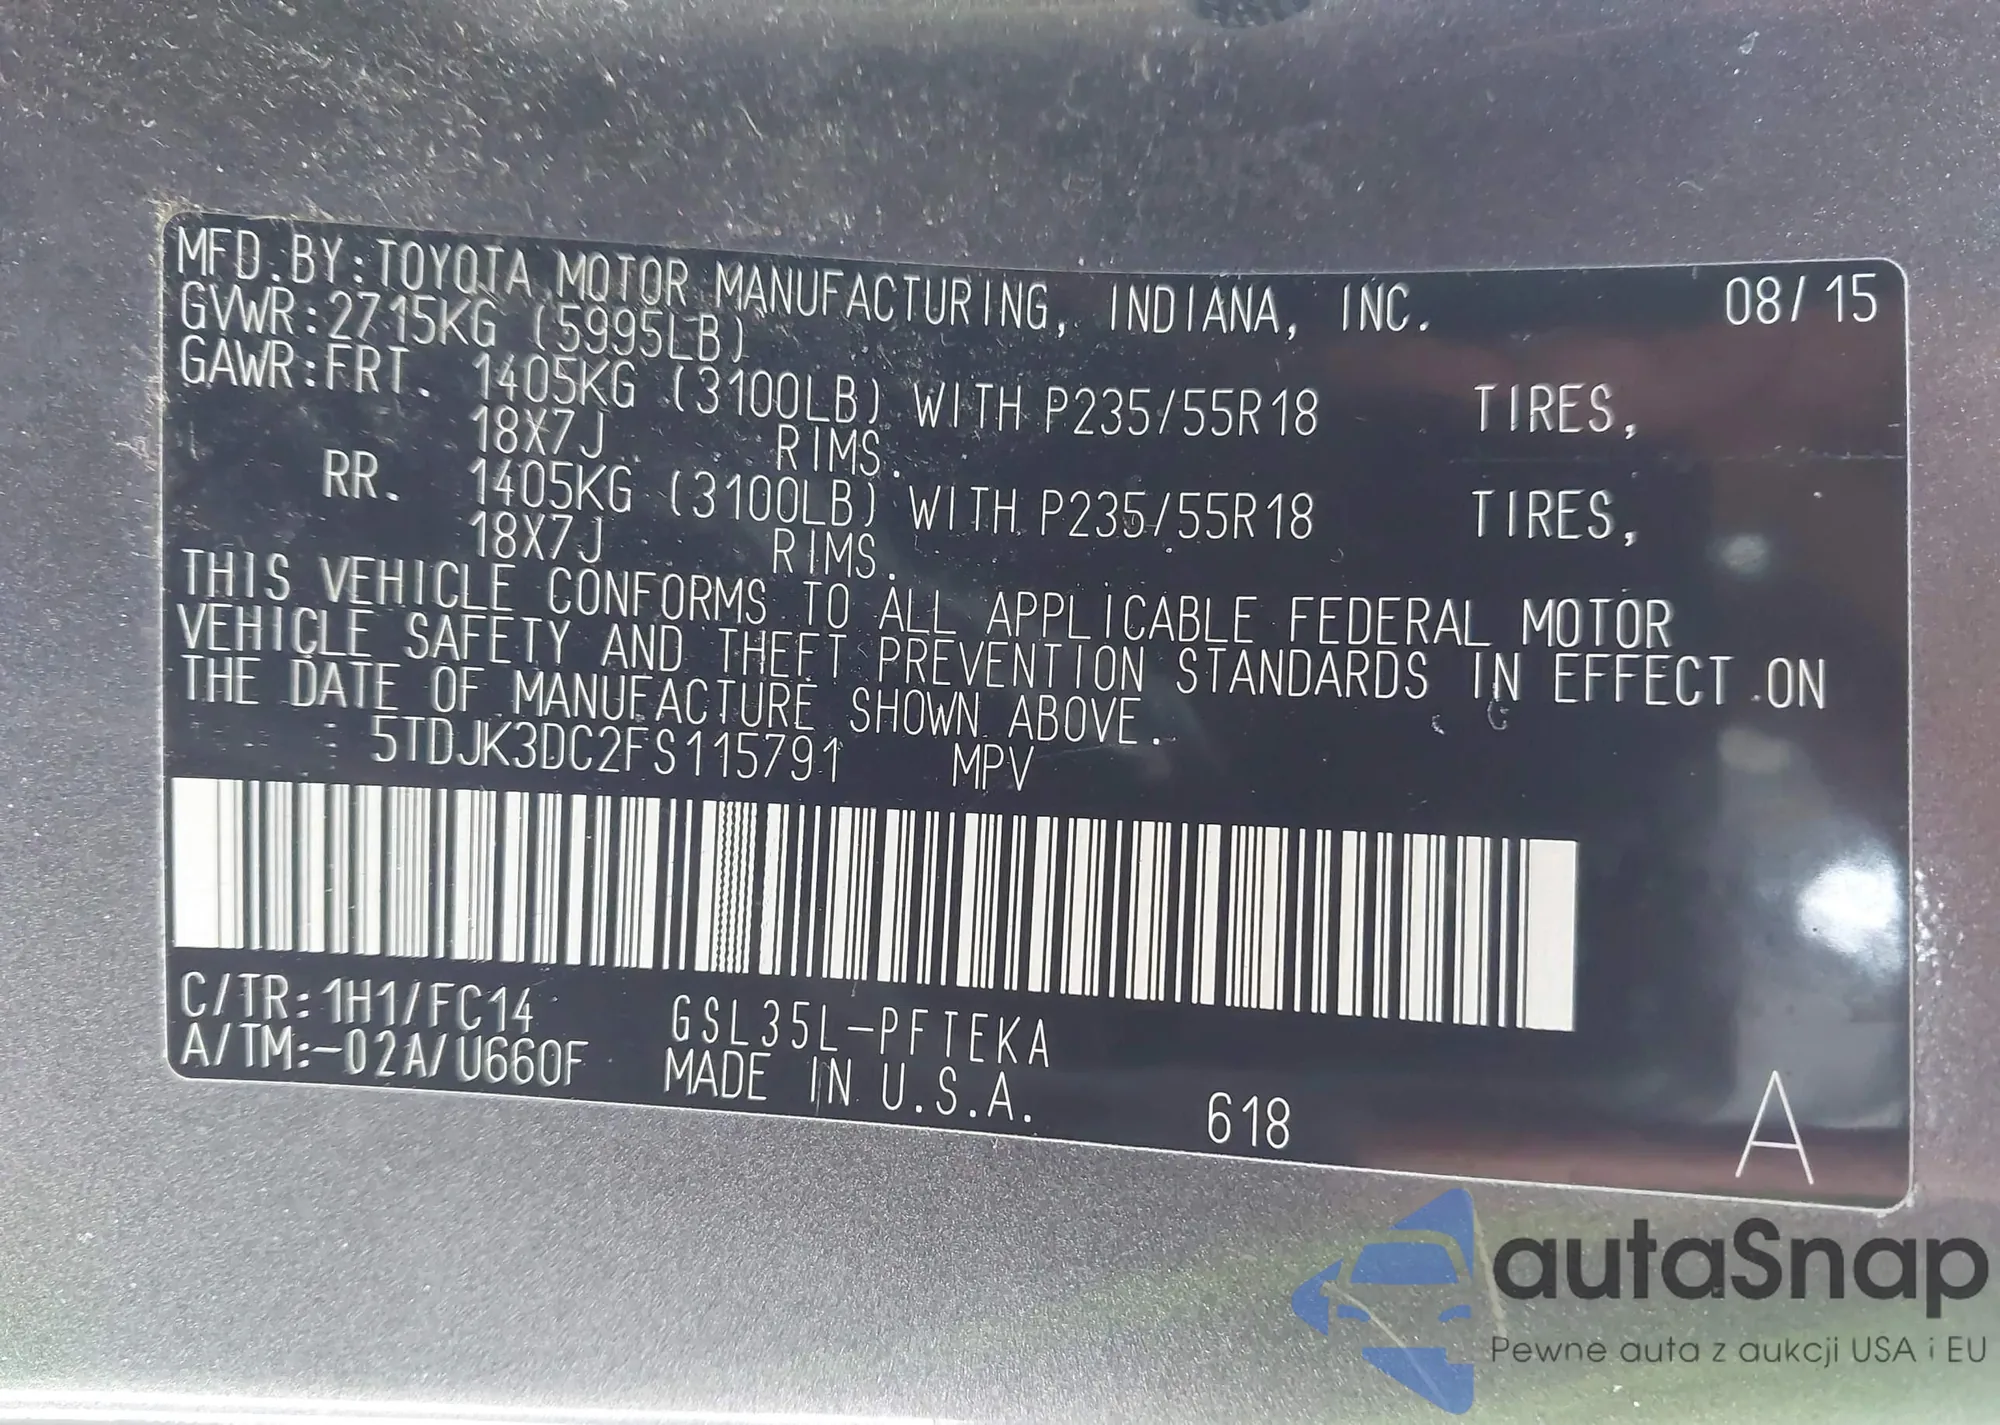 MFD.BY:TOYOTA MOTOR MANUFACTURING, INDIANA, INC. 08/15
GVWR:2715KG (5995LB)
GAWR:FRT. 1405KG (3100LB) WITH P235/55R18 TIRES,
18X7J RIMS.
RR. 1405KG (3100LB) WITH P235/55R18 TIRES,
18X7J RIMS.
THIS VEHICLE CONFORMS TO ALL APPLICABLE FEDERAL MOTOR
VEHICLE SAFETY AND THEFT PREVENTION STANDARDS IN EFFECT ON
THE DATE OF MANUFACTURE SHOWN ABOVE.
5TDJK3DC2FS115791 MPV
C/TR:1H1/FC14 GSL35L-PFTEKA
A/TM:-02A/U660F MADE IN U.S.A.
618 A
autaSnap
Pewne auta z aukcji USA i EU